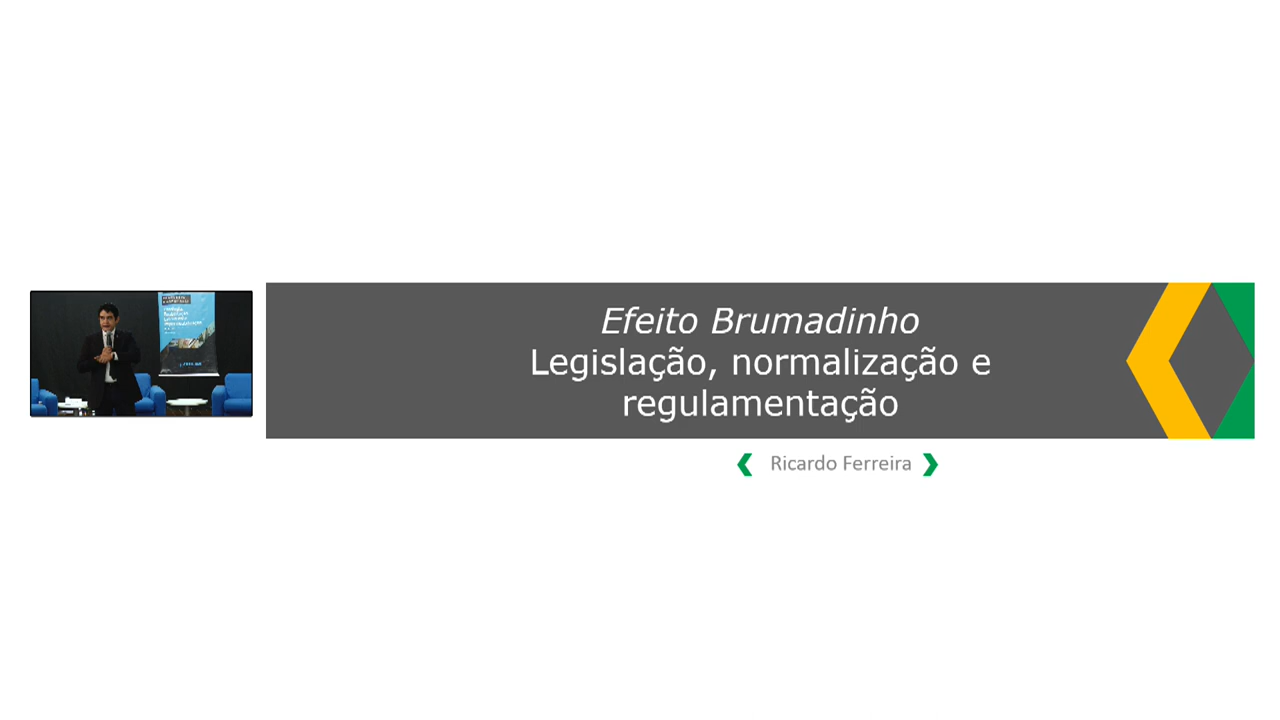 Efeito Brumadinho
Legislação, normalização e
regulamentação
Ricardo Ferreira